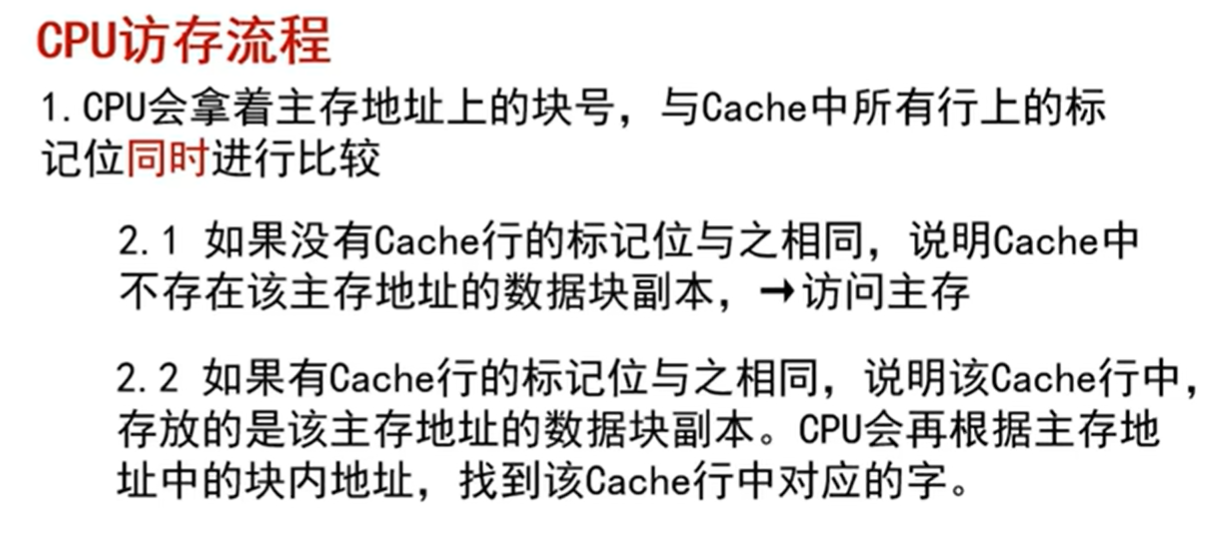 CPU访存流程
1.CPU会拿着主存地址上的块号，与Cache中所有行上的标
记位同时进行比较
2.1 如果没有Cache行的标记位与之相同，说明Cache中
不存在该主存地址的数据块副本，→访问主存
2.2 如果有Cache行的标记位与之相同，说明该Cache行中，
存放的是该主存地址的数据块副本。CPU会再根据主存地
址中的块内地址，找到该Cache行中对应的字。